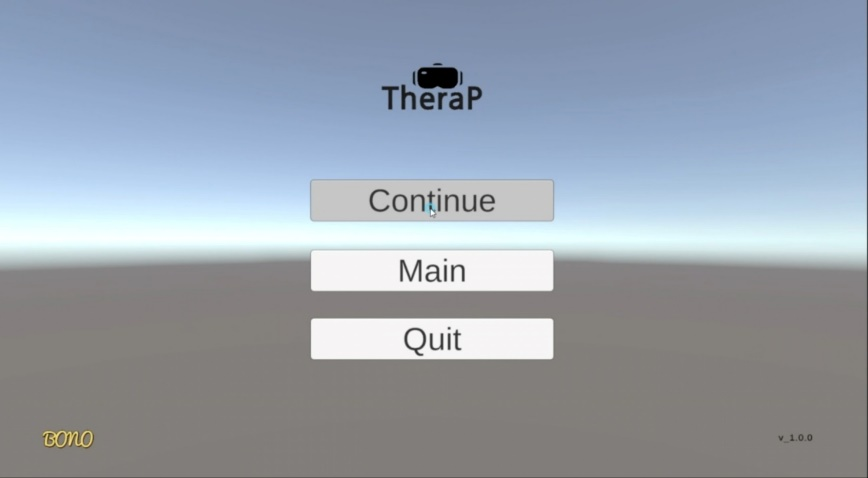 TheraP
Continue
Main
Quit
BONO
v_1.0.0